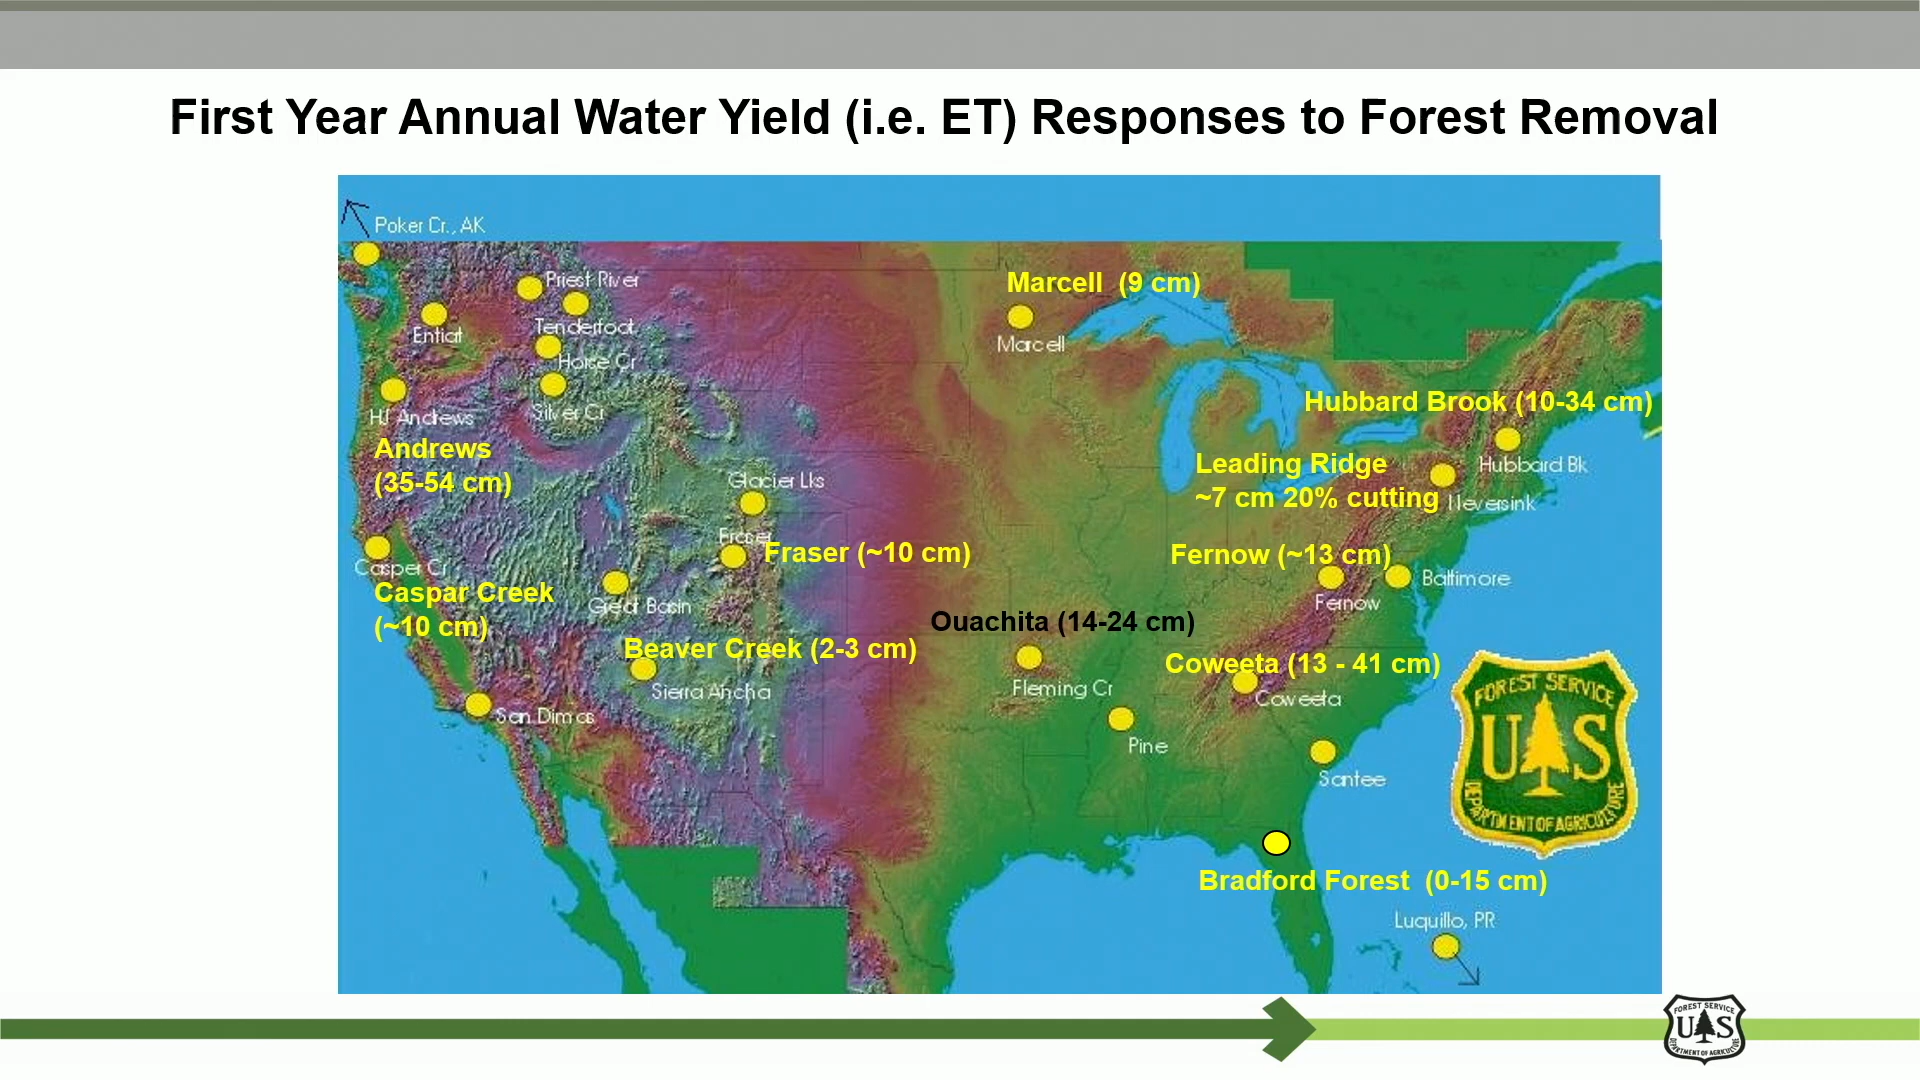 First Year Annual Water Yield (i.e. ET) Responses to Forest Removal
Poker Cr., AK
Priest River
Entiat
Tenderfoot
Horse Cr
Silver Cr
HJ Andrews
Andrews
(35-54 cm)
Marcell (9 cm)
Marcell
Hubbard Brook (10-34 cm)
Hubbard Bk
Leading Ridge
~7 cm 20% cutting
Neversink
Glacier Lks
Fraser
Fraser (~10 cm)
Fernow (~13 cm)
Baltimore
Fernow
Casper Cr
Caspar Creek
(~10 cm)
Great Basin
Ouachita (14-24 cm)
Beaver Creek (2-3 cm)
Sierra Ancha
San Dimas
Fleming Cr
Coweeta (13 - 41 cm)
Coweeta
Pine
Santee
FOREST SERVICE
U S
DEPARTMENT OF AGRICULTURE
Bradford Forest (0-15 cm)
Luquillo, PR
FOREST SERVICE
U S
DEPARTMENT OF AGRICULTURE